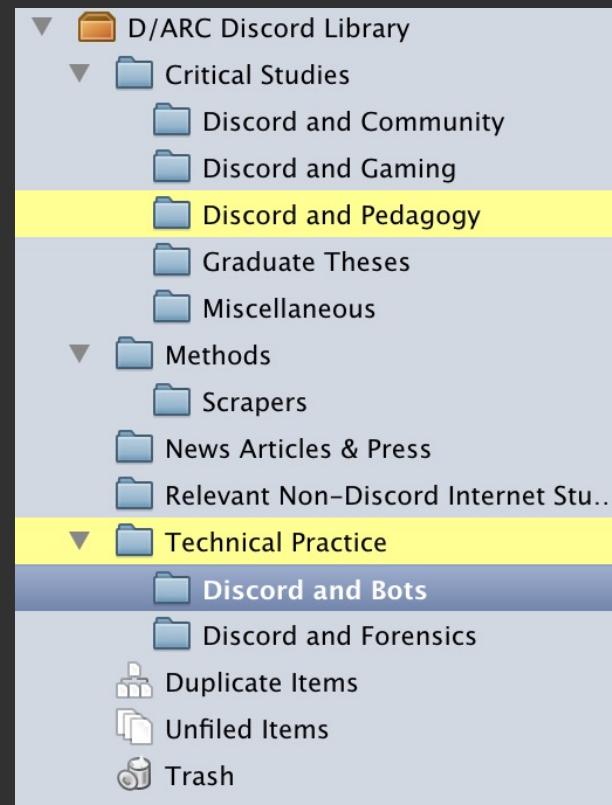 D/ARC Discord Library
Critical Studies
Discord and Community
Discord and Gaming
Discord and Pedagogy
Graduate Theses
Miscellaneous
Methods
Scrapers
News Articles & Press
Relevant Non-Discord Internet Stu...
Technical Practice
Discord and Bots
Discord and Forensics
Duplicate Items
Unfiled Items
Trash